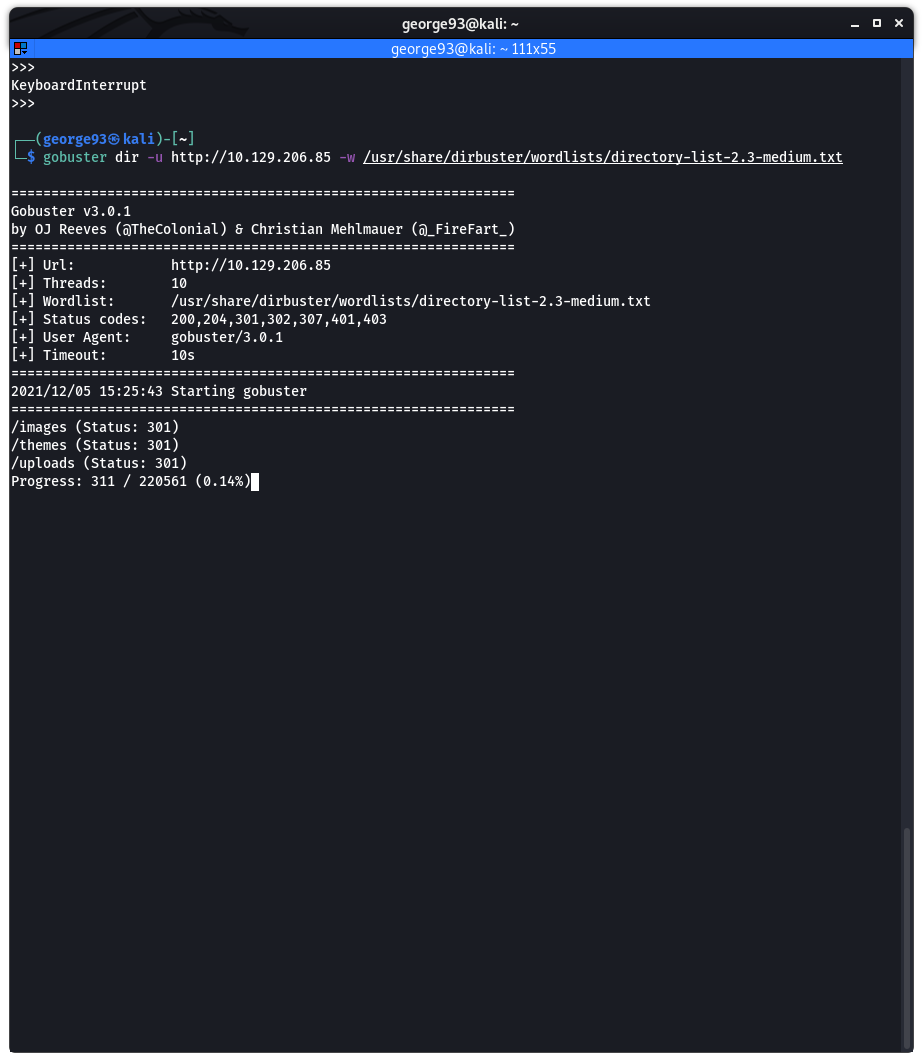 george93@kali: ~
george93@kali: ~ 111x55
>>>
KeyboardInterrupt
>>>
┌──(george93㉿kali)-[~]
└─$ gobuster dir -u http://10.129.206.85 -w /usr/share/dirbuster/wordlists/directory-list-2.3-medium.txt
===============================================================
Gobuster v3.0.1
by OJ Reeves (@TheColonial) & Christian Mehlmauer (@_FireFart_)
===============================================================
[+] Url:            http://10.129.206.85
[+] Threads:        10
[+] Wordlist:       /usr/share/dirbuster/wordlists/directory-list-2.3-medium.txt
[+] Status codes:   200,204,301,302,307,401,403
[+] User Agent:     gobuster/3.0.1
[+] Timeout:        10s
===============================================================
2021/12/05 15:25:43 Starting gobuster
===============================================================
/images (Status: 301)
/themes (Status: 301)
/uploads (Status: 301)
Progress: 311 / 220561 (0.14%)